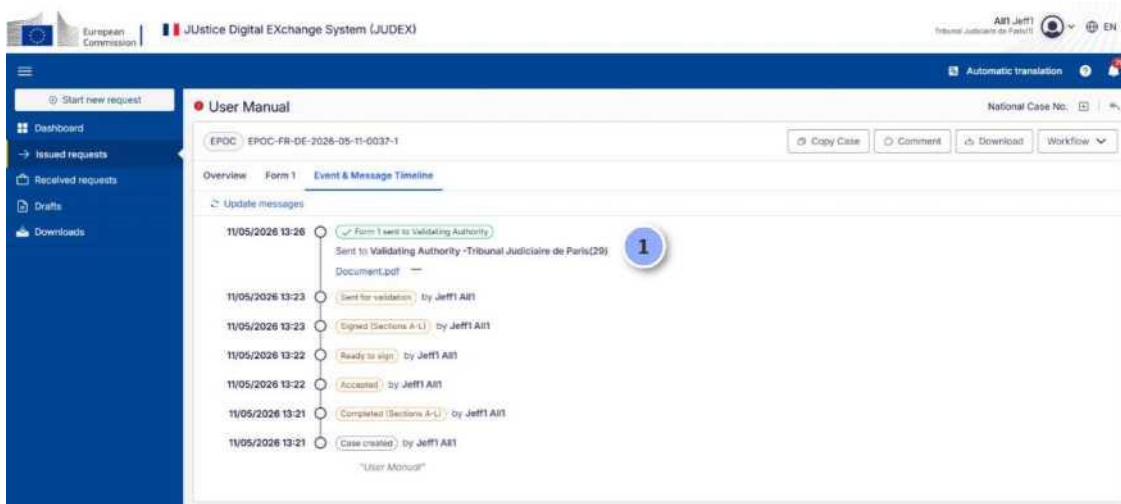 European
Commission
JUstice Digital EXchange System (JUDEX)
All1 Jeff1
Tribunal Judiciaire de Paris(1)
EN
Automatic translation
Start new request
Dashboard
Issued requests
Received requests
Drafts
Downloads
User Manual
National Case No.
EPOC EPOC-FR-DE-2026-05-11-0037-1
Copy Case
Comment
Download
Workflow
Overview Form 1 Event & Message Timeline
Update messages
11/05/2026 13:26 Form 1 sent to Validating Authority
Sent to Validating Authority -Tribunal Judiciaire de Paris(29)
1
Document.pdf
11/05/2026 13:23 Sent for validation by Jeff1 All1
11/05/2026 13:23 Signed (Sections A-L) by Jeff1 All1
11/05/2026 13:22 Ready to sign by Jeff1 All1
11/05/2026 13:22 Accepted by Jeff1 All1
11/05/2026 13:21 Completed (Sections A-L) by Jeff1 All1
11/05/2026 13:21 Case created by Jeff1 All1
"User Manual"